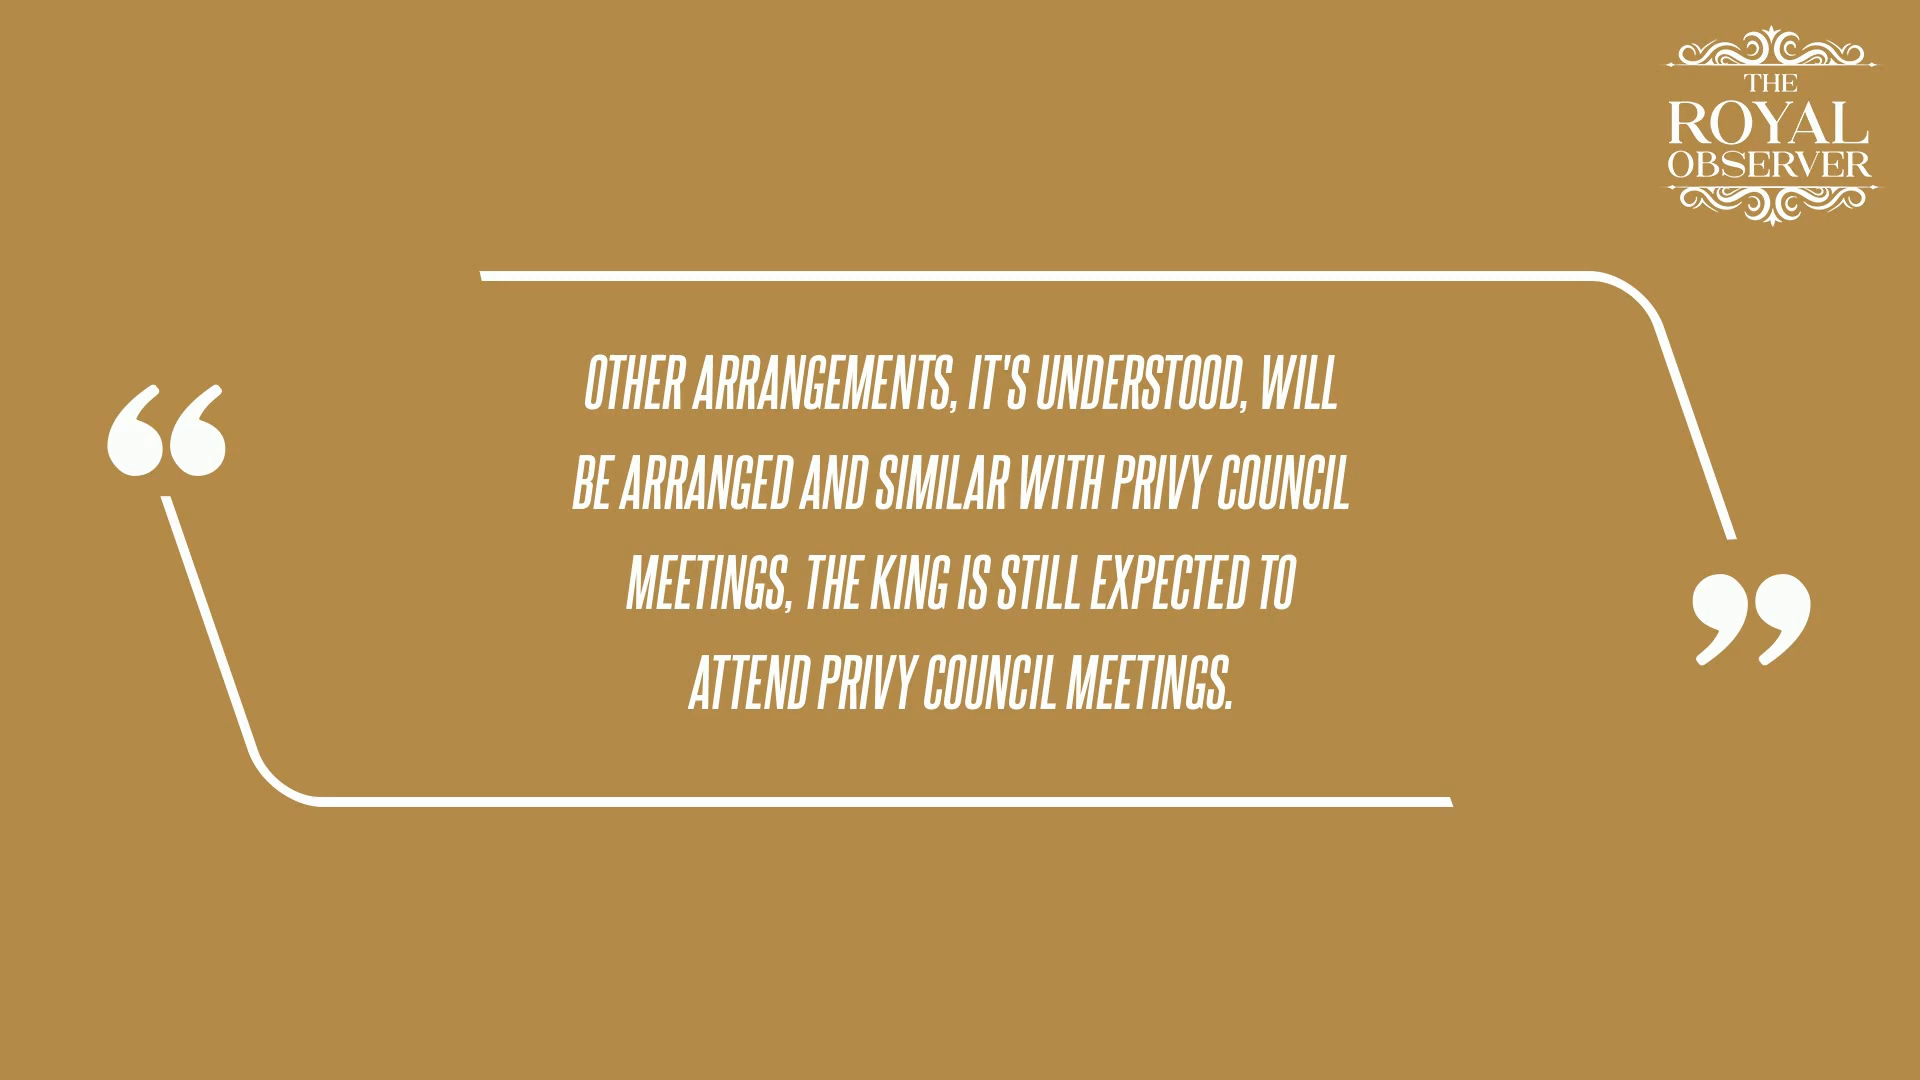 THE
ROYAL
OBSERVER
“
OTHER ARRANGEMENTS, IT'S UNDERSTOOD, WILL
BE ARRANGED AND SIMILAR WITH PRIVY COUNCIL
MEETINGS, THE KING IS STILL EXPECTED TO
ATTEND PRIVY COUNCIL MEETINGS.
”